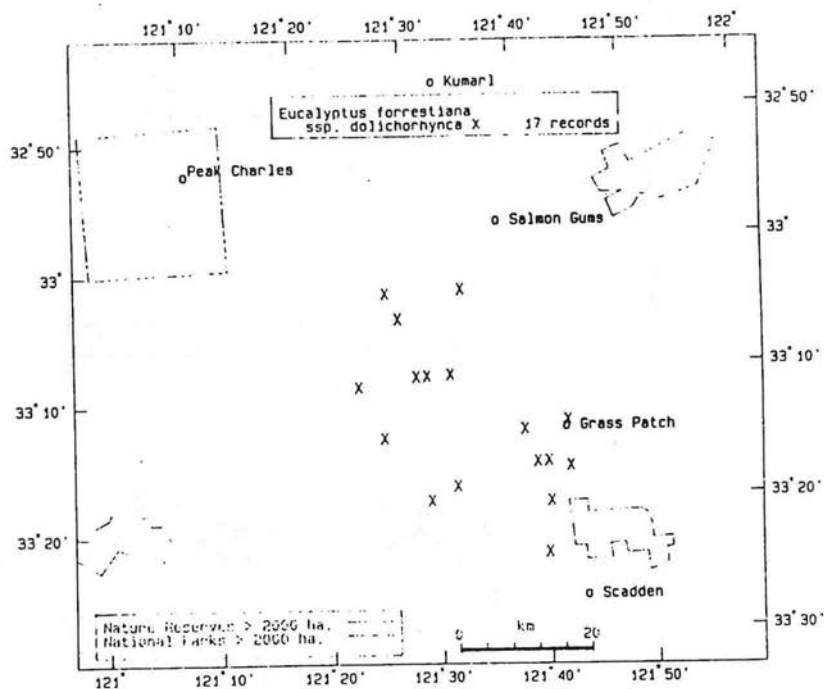 121°10'  121°20'  121°30'  121°40'  121°50'  122°
Kumarl
32°50'
Eucalyptus forrestiana
ssp. dolichorhynca X 17 records
32°50'
Peak Charles
Salmon Gums
33°
33°
33°10'
33°10'
Grass Patch
33°20'
33°20'
Scadden
33°30'
Nature Reserves > 2000 ha.
National Parks > 2000 ha.
0 km 20
121°  121°10'  121°20'  121°30'  121°40'  121°50'